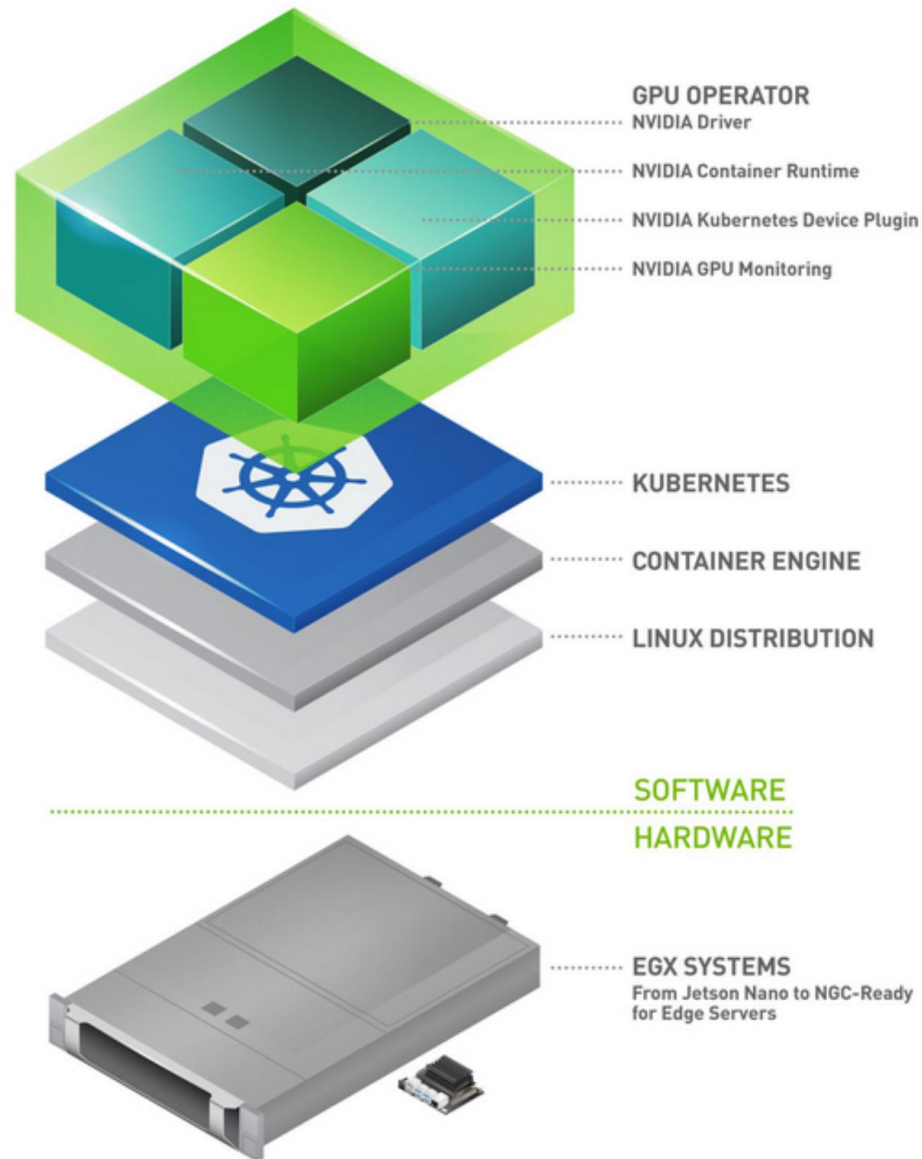 GPU OPERATOR
NVIDIA Driver
NVIDIA Container Runtime
NVIDIA Kubernetes Device Plugin
NVIDIA GPU Monitoring
KUBERNETES
CONTAINER ENGINE
LINUX DISTRIBUTION
SOFTWARE
HARDWARE
EGX SYSTEMS
From Jetson Nano to NGC-Ready
for Edge Servers